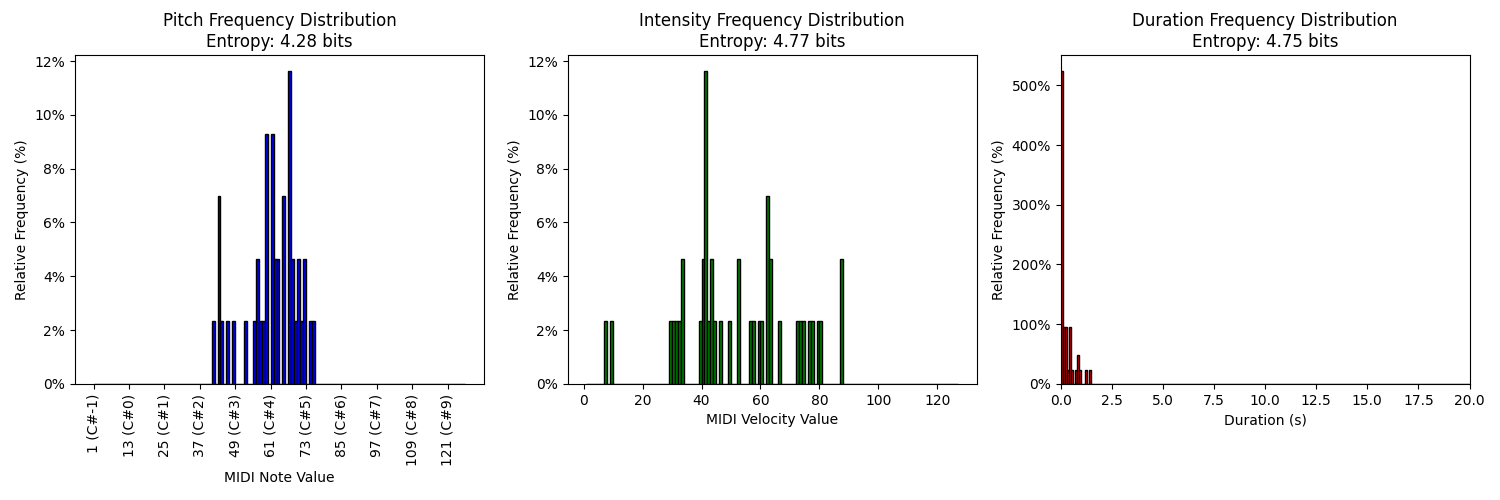 Pitch Frequency Distribution
Entropy: 4.28 bits
12%
10%
8%
6%
4%
2%
0%
Relative Frequency (%)
1 (C#-1)
13 (C#0)
25 (C#1)
37 (C#2)
49 (C#3)
61 (C#4)
73 (C#5)
85 (C#6)
97 (C#7)
109 (C#8)
121 (C#9)
MIDI Note Value
Intensity Frequency Distribution
Entropy: 4.77 bits
12%
10%
8%
6%
4%
2%
0%
Relative Frequency (%)
0 20 40 60 80 100 120
MIDI Velocity Value
Duration Frequency Distribution
Entropy: 4.75 bits
500%
400%
300%
200%
100%
0%
Relative Frequency (%)
0.0 2.5 5.0 7.5 10.0 12.5 15.0 17.5 20.0
Duration (s)